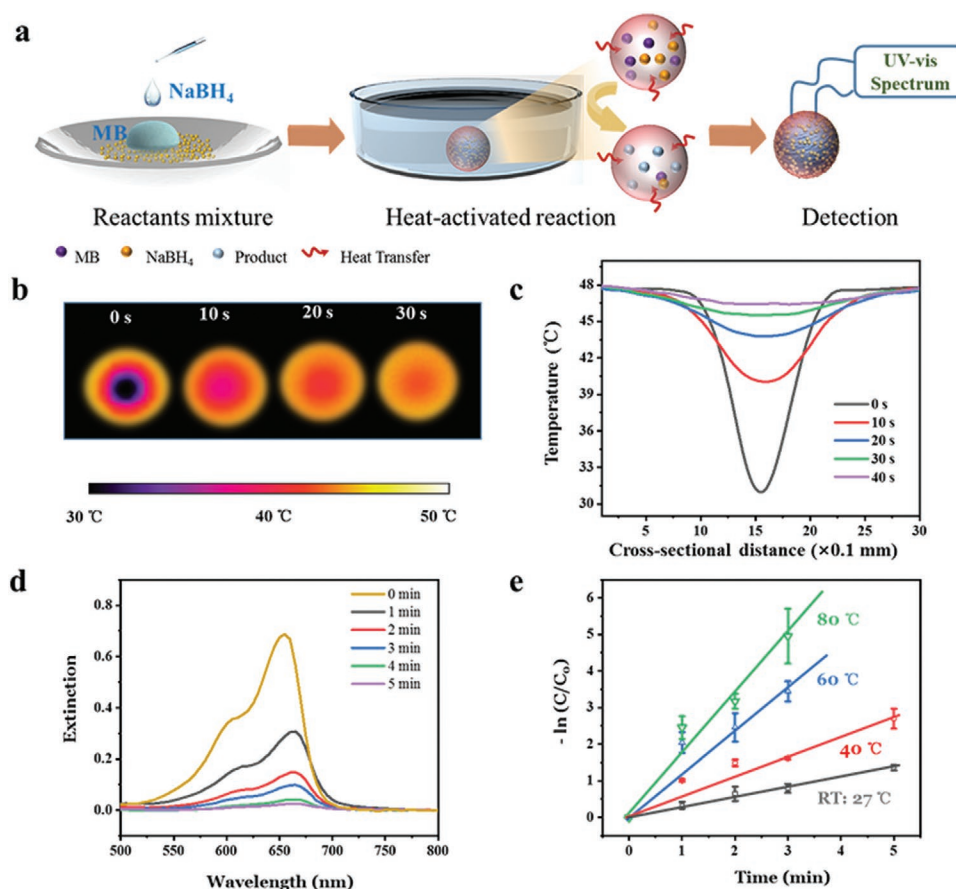 a
NaBH4
MB
UV-vis
Spectrum
Reactants mixture
Heat-activated reaction
Detection
MB
NaBH4
Product
Heat Transfer
b
0 s
10 s
20 s
30 s
30 ℃
40 ℃
50 ℃
c
Temperature (℃)
48
45
42
39
36
33
30
0 s
10 s
20 s
30 s
40 s
5
10
15
20
25
30
Cross-sectional distance (×0.1 mm)
d
Extinction
0.8
0.6
0.4
0.2
0.0
0 min
1 min
2 min
3 min
4 min
5 min
500
550
600
650
700
750
800
Wavelength (nm)
e
- ln (C/C0)
6
5
4
3
2
1
0
80 ℃
60 ℃
40 ℃
RT: 27 ℃
0
1
2
3
4
5
Time (min)